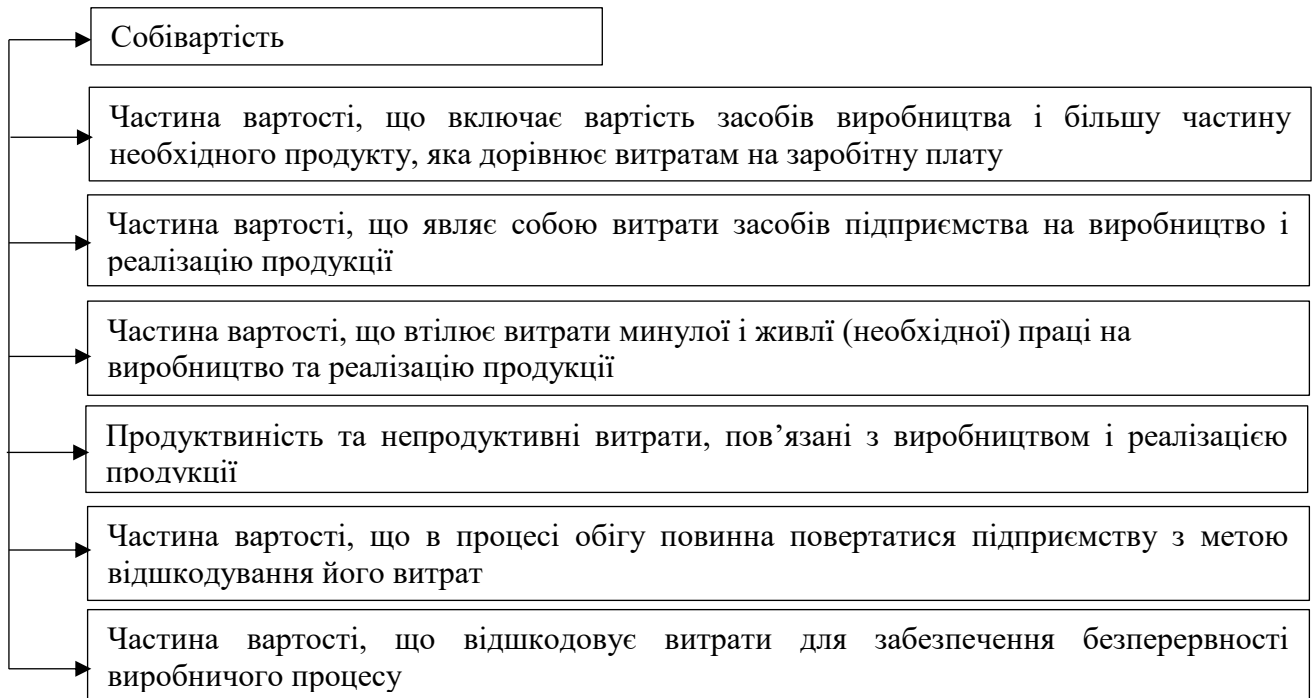 Собівартість
Частина вартості, що включає вартість засобів виробництва і більшу частину
необхідного продукту, яка дорівнює витратам на заробітну плату
Частина вартості, що являє собою витрати засобів підприємства на виробництво і
реалізацію продукції
Частина вартості, що втілює витрати минулої і живлї (необхідної) праці на
виробництво та реалізацію продукції
Продуктвиність та непродуктивні витрати, пов’язані з виробництвом і реалізацією
продукції
Частина вартості, що в процесі обігу повинна повертатися підприємству з метою
відшкодування його витрат
Частина вартості, що відшкодовує витрати для забезпечення безперервності
виробничого процесу